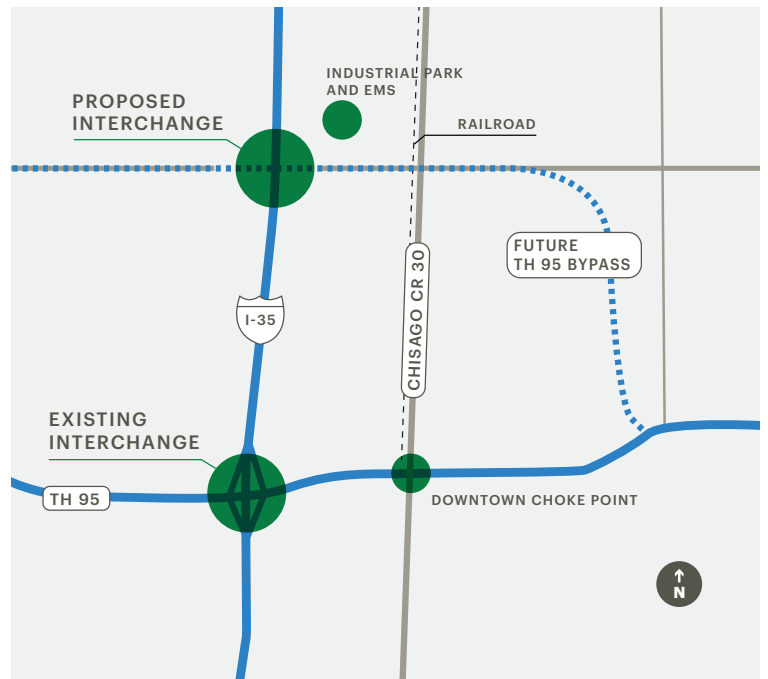 INDUSTRIAL PARK
AND EMS
PROPOSED
INTERCHANGE
RAILROAD
FUTURE
TH 95 BYPASS
CHISAGO CR 30
I-35
EXISTING
INTERCHANGE
TH 95
DOWNTOWN CHOKE POINT
N